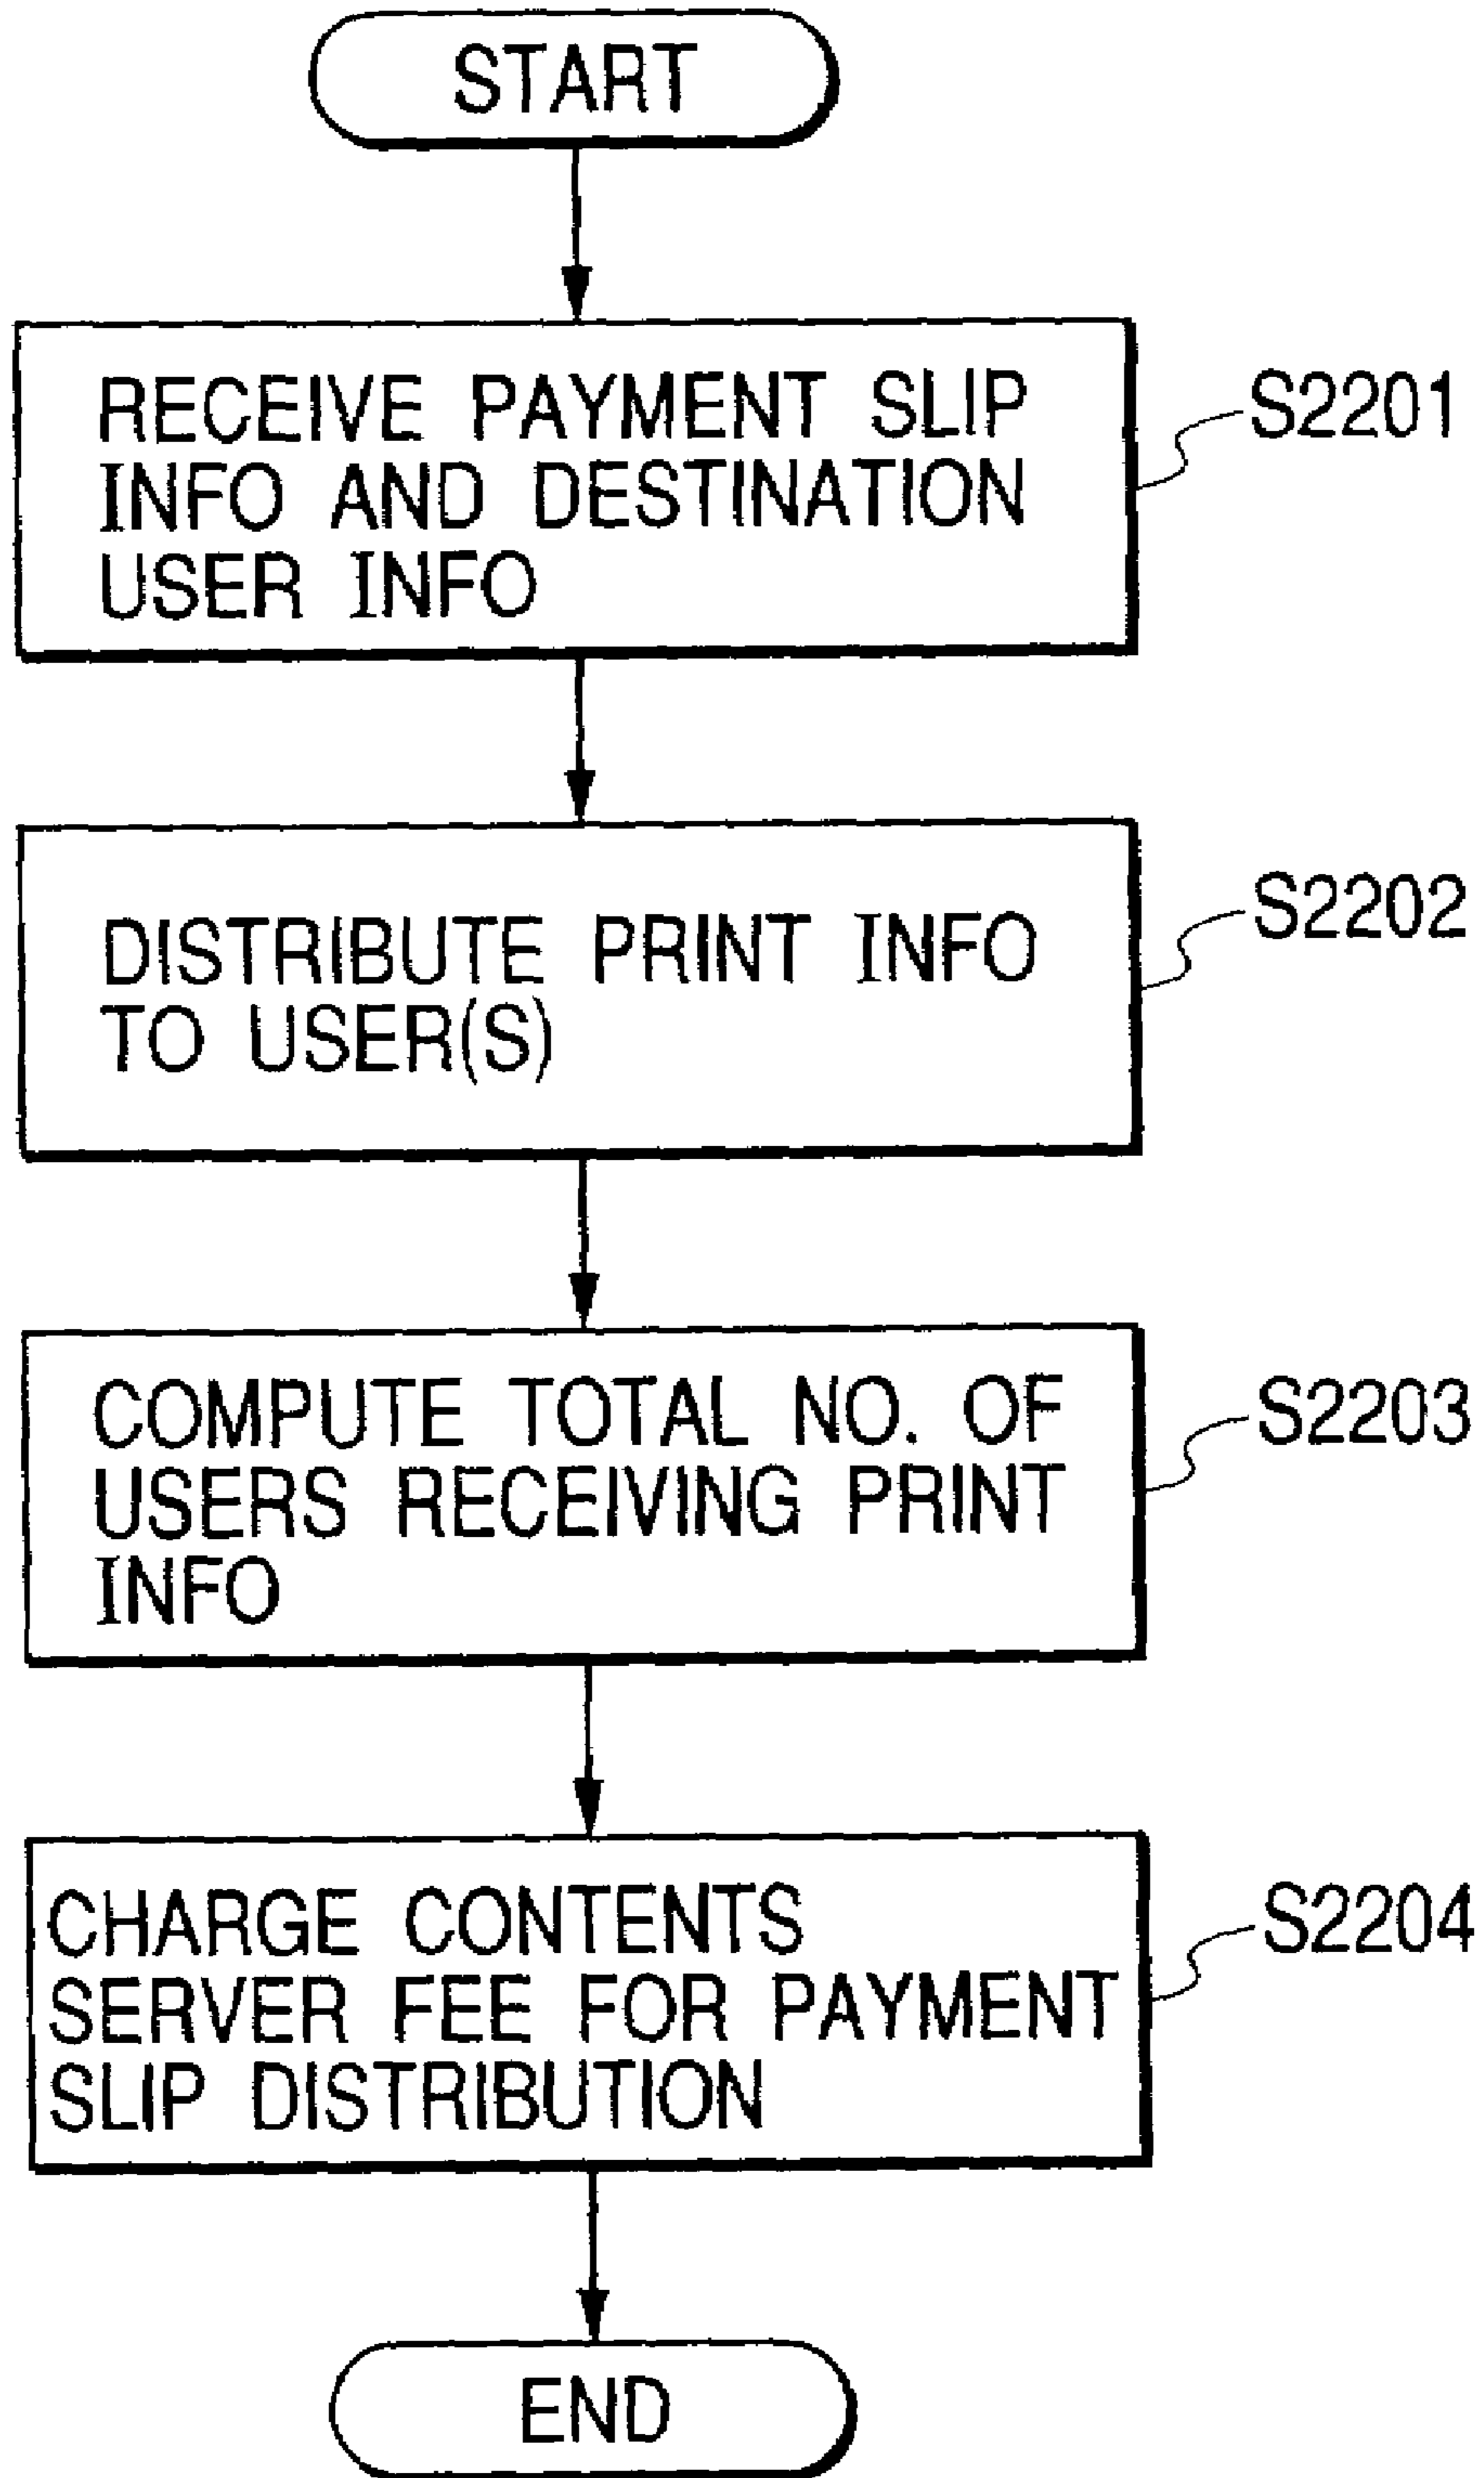 START
RECEIVE PAYMENT SLIP
INFO AND DESTINATION
USER INFO
S2201
DISTRIBUTE PRINT INFO
TO USER(S)
S2202
COMPUTE TOTAL NO. OF
USERS RECEIVING PRINT
INFO
S2203
CHARGE CONTENTS
SERVER FEE FOR PAYMENT
SLIP DISTRIBUTION
S2204
END